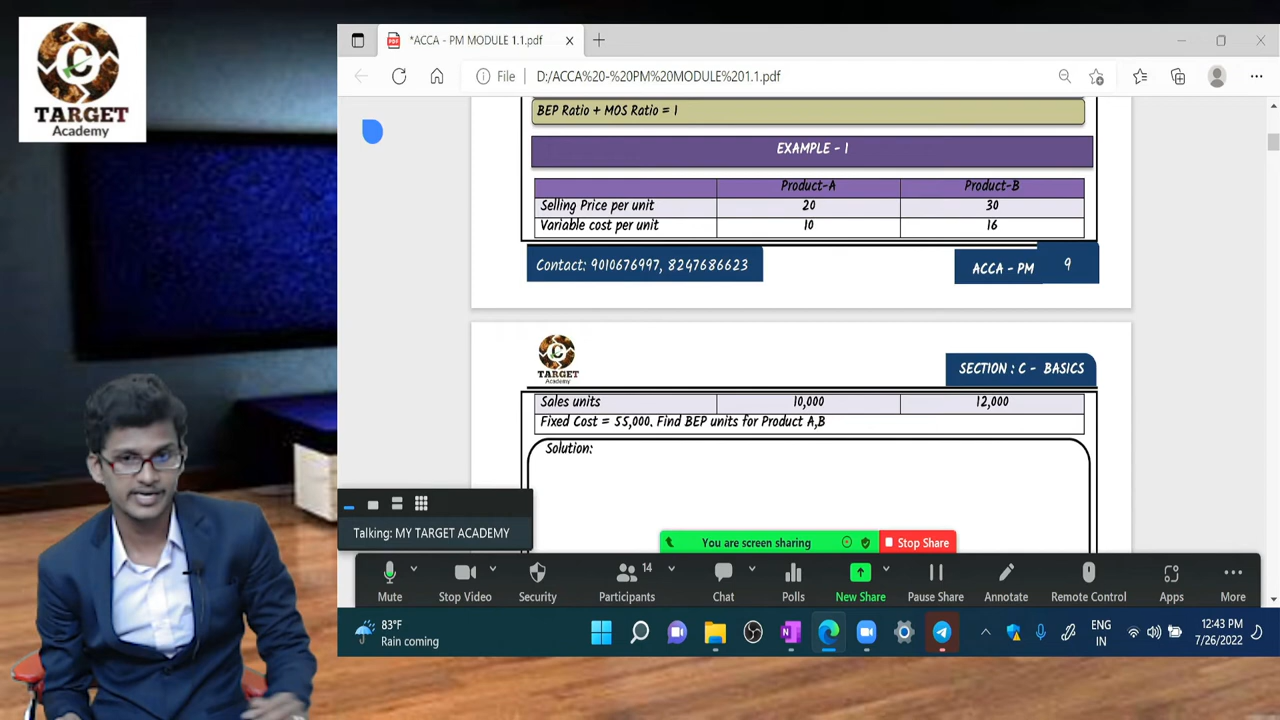 C
TARGET
Academy
*ACCA - PM MODULE 1.1.pdf
File
D:/ACCA%20-%20PM%20MODULE%201.1.pdf
BEP Ratio + MOS Ratio = 1
EXAMPLE - 1
Product-A Product-B
Selling Price per unit 20 30
Variable cost per unit 10 16
Contact: 9010676997, 8247686623
ACCA - PM 9
C
TARGET
Academy
SECTION : C - BASICS
Sales units 10,000 12,000
Fixed Cost = 55,000. Find BEP units for Product A,B
Solution:
Talking: MY TARGET ACADEMY
You are screen sharing
Stop Share
14
Mute
Stop Video
Security
Participants
Chat
Polls
New Share
Pause Share
Annotate
Remote Control
Apps
More
83°F
Rain coming
ENG
IN
12:43 PM
7/26/2022